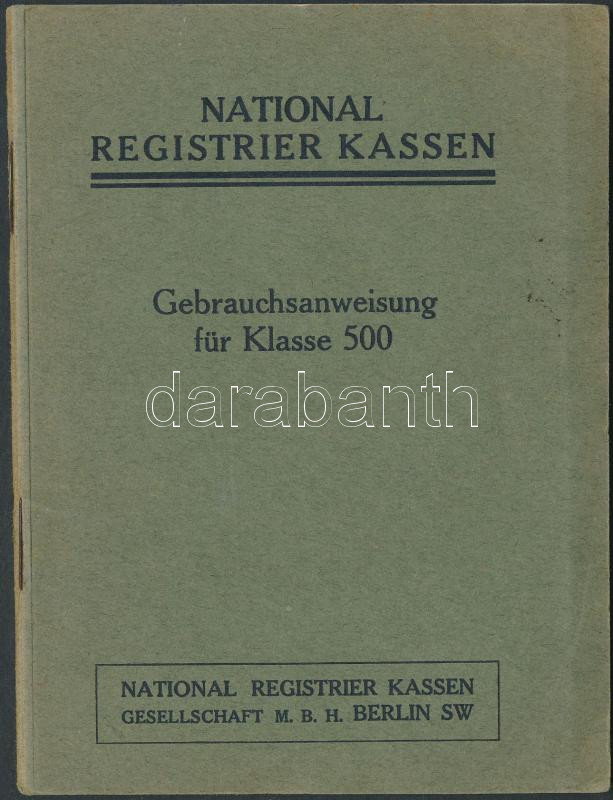 NATIONAL
REGISTRIER KASSEN
Gebrauchsanweisung
für Klasse 500
darabanth
NATIONAL REGISTRIER KASSEN
GESELLSCHAFT M. B. H. BERLIN SW